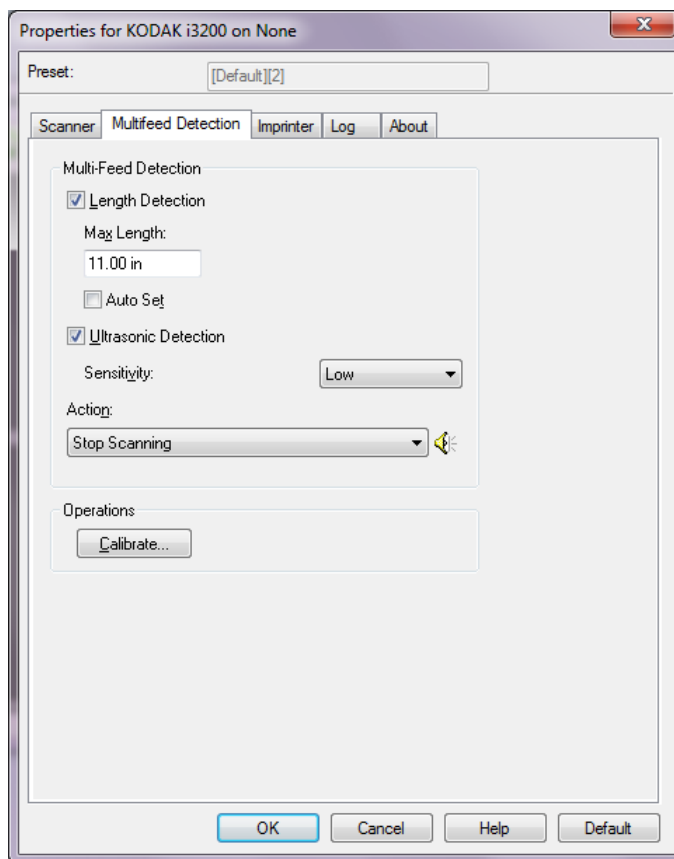 Properties for KODAK i3200 on None
Preset: [Default][2]
Scanner Multifeed Detection Imprinter Log About
Multi-Feed Detection
Length Detection
Max Length:
11.00 in
Auto Set
Ultrasonic Detection
Sensitivity: Low
Action:
Stop Scanning
Operations
Calibrate...
OK Cancel Help Default